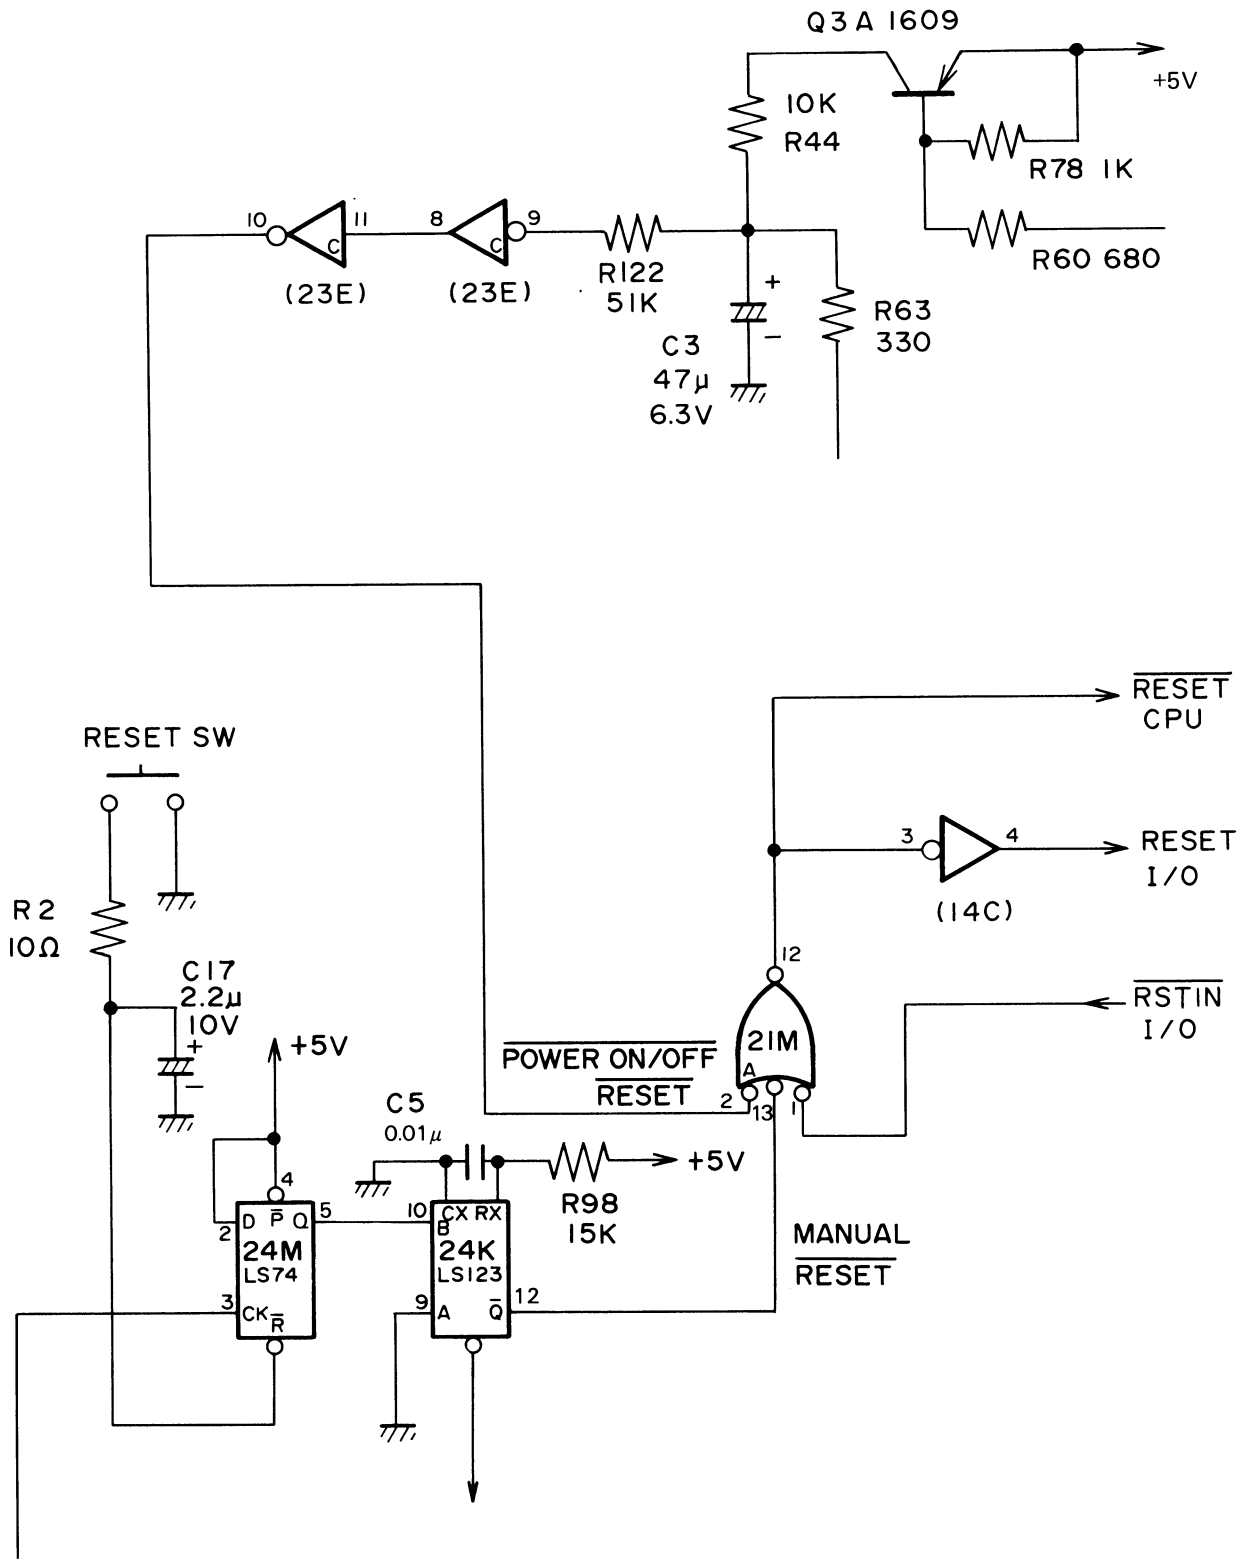 Q3 A 1609
+5V
10K
R44
R78 1K
10
11
8
9
C
C
R60 680
(23E)
(23E)
R122
51K
+
R63
330
C3
−
47μ
6.3V
RESET
CPU
RESET SW
3
4
RESET
I/O
(14C)
R2
10Ω
12
C17
2.2μ
10V
RSTIN
I/O
+
−
+5V
21M
A
POWER ON/OFF
RESET
2
13
1
C5
0.01μ
+5V
4
R98
15K
2
D P Q
5
10
CX RX
B
24M
LS74
24K
LS123
MANUAL
RESET
3
CK
R
9
A
Q
12